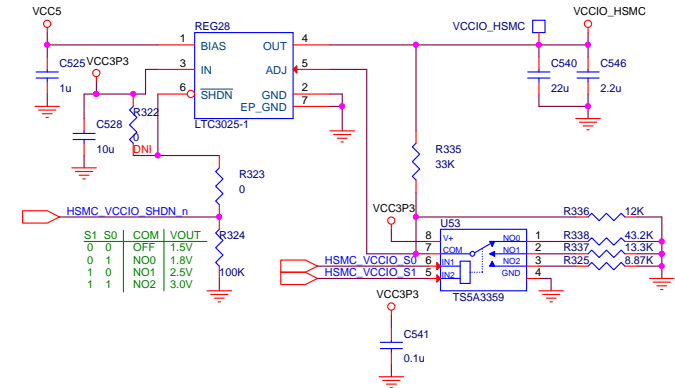 VCC5
REG28
VCCIO_HSMC
VCCIO_HSMC
1 BIAS OUT 4
C525
1u
VCC3P3
3 IN ADJ 5
6 SHDN GND 2
EP_GND 7
LTC3025-1
C540
22u
C546
2.2u
R322
0
DNI
C528
10u
R335
33K
R323
0
HSMC_VCCIO_SHDN_n
VCC3P3
U53
R336 12K
R324
100K
8 V+ NO0 1 R338 43.2K
7 COM NO1 2 R337 13.3K
HSMC_VCCIO_S0 6 IN1 NO2 3 R325 8.87K
HSMC_VCCIO_S1 5 IN2 GND 4
TS5A3359
S1 S0 COM VOUT
0 0 OFF 1.5V
0 1 NO0 1.8V
1 0 NO1 2.5V
1 1 NO2 3.0V
VCC3P3
C541
0.1u